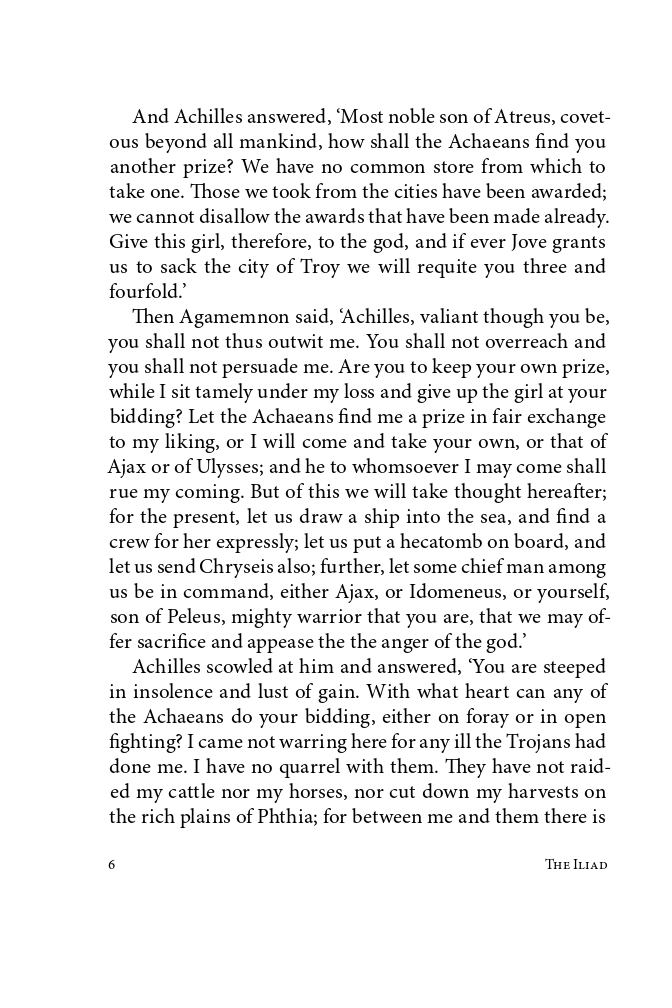 And Achilles answered, ‘Most noble son of Atreus, covet-
ous beyond all mankind, how shall the Achaeans find you
another prize? We have no common store from which to
take one. Those we took from the cities have been awarded;
we cannot disallow the awards that have been made already.
Give this girl, therefore, to the god, and if ever Jove grants
us to sack the city of Troy we will requite you three and
fourfold.’
Then Agamemnon said, ‘Achilles, valiant though you be,
you shall not thus outwit me. You shall not overreach and
you shall not persuade me. Are you to keep your own prize,
while I sit tamely under my loss and give up the girl at your
bidding? Let the Achaeans find me a prize in fair exchange
to my liking, or I will come and take your own, or that of
Ajax or of Ulysses; and he to whomsoever I may come shall
rue my coming. But of this we will take thought hereafter;
for the present, let us draw a ship into the sea, and find a
crew for her expressly; let us put a hecatomb on board, and
let us send Chryseis also; further, let some chief man among
us be in command, either Ajax, or Idomeneus, or yourself,
son of Peleus, mighty warrior that you are, that we may of-
fer sacrifice and appease the the anger of the god.’
Achilles scowled at him and answered, ‘You are steeped
in insolence and lust of gain. With what heart can any of
the Achaeans do your bidding, either on foray or in open
fighting? I came not warring here for any ill the Trojans had
done me. I have no quarrel with them. They have not raid-
ed my cattle nor my horses, nor cut down my harvests on
the rich plains of Phthia; for between me and them there is
6 The Iliad